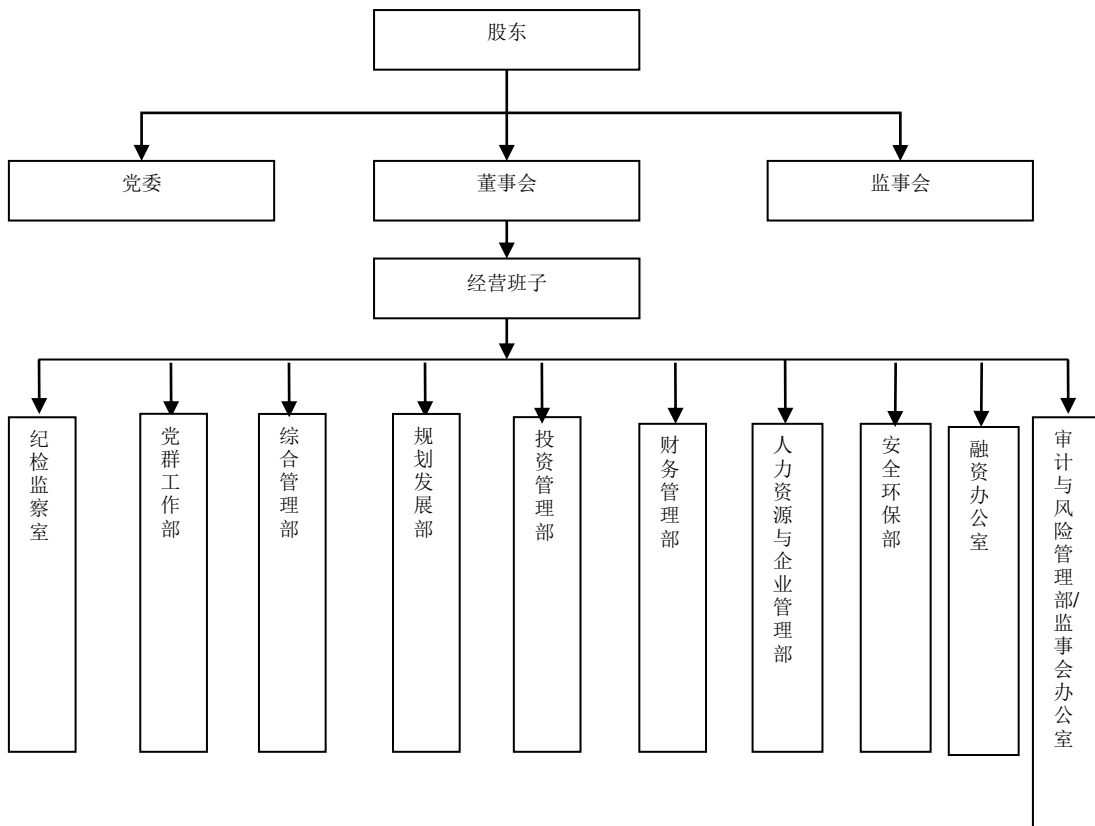 股东
党委
董事会
监事会
经营班子
纪检监察室
党群工作部
综合管理部
规划发展部
投资管理部
财务管理部
人力资源与企业管理部
安全环保部
融资办公室
审计与风险管理部/监事会办公室